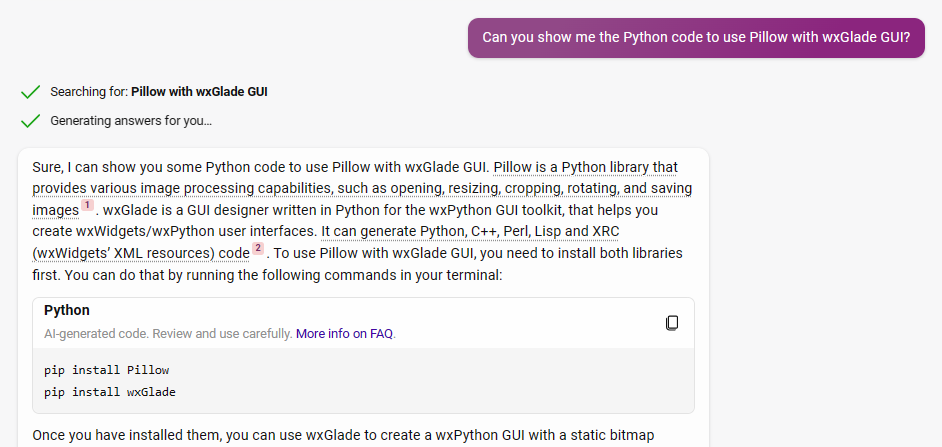 Can you show me the Python code to use Pillow with wxGlade GUI?
Searching for: Pillow with wxGlade GUI
Generating answers for you...
Sure, I can show you some Python code to use Pillow with wxGlade GUI. Pillow is a Python library that
provides various image processing capabilities, such as opening, resizing, cropping, rotating, and saving
images 1 . wxGlade is a GUI designer written in Python for the wxPython GUI toolkit, that helps you
create wxWidgets/wxPython user interfaces. It can generate Python, C++, Perl, Lisp and XRC
(wxWidgets’ XML resources) code 2 . To use Pillow with wxGlade GUI, you need to install both libraries
first. You can do that by running the following commands in your terminal:
Python
AI-generated code. Review and use carefully. More info on FAQ.
pip install Pillow
pip install wxGlade
Once you have installed them, you can use wxGlade to create a wxPython GUI with a static bitmap